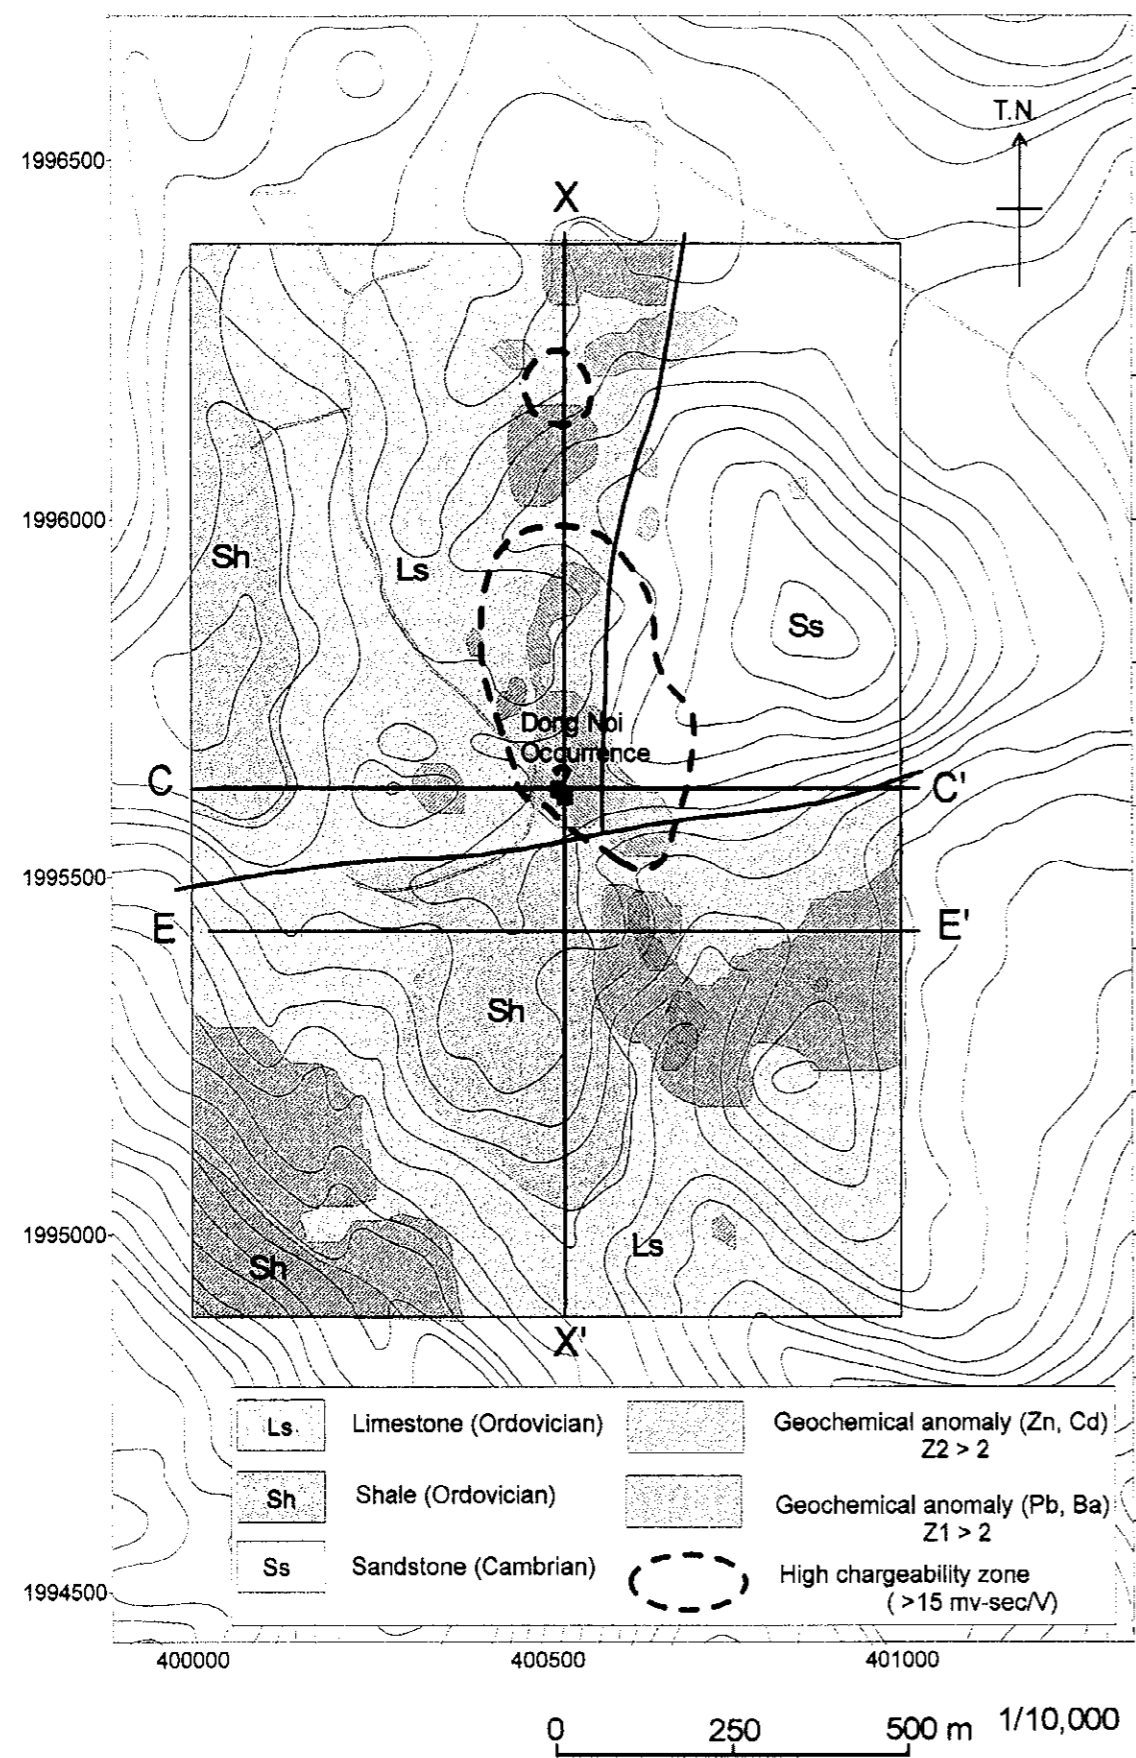 T.N.
1996500
X
1996000
Sh
Ls
Ss
Dong Noi
Occurrence
C
C'
1995500
E
E'
Sh
1995000
Ls
Sh
X'
Ls
Limestone (Ordovician)
Geochemical anomaly (Zn, Cd)
Z2 > 2
Sh
Shale (Ordovician)
Geochemical anomaly (Pb, Ba)
Z1 > 2
Ss
Sandstone (Cambrian)
High chargeability zone
( >15 mv-sec/V)
1994500
400000
400500
401000
0
250
500 m
1/10,000